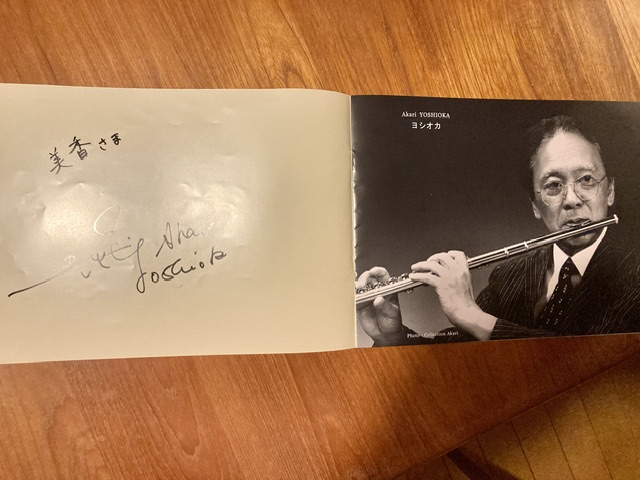 美香さま
Akari
Yoshioka
Akari YOSHIOKA
ヨシオカ
Photo : Collection Akari